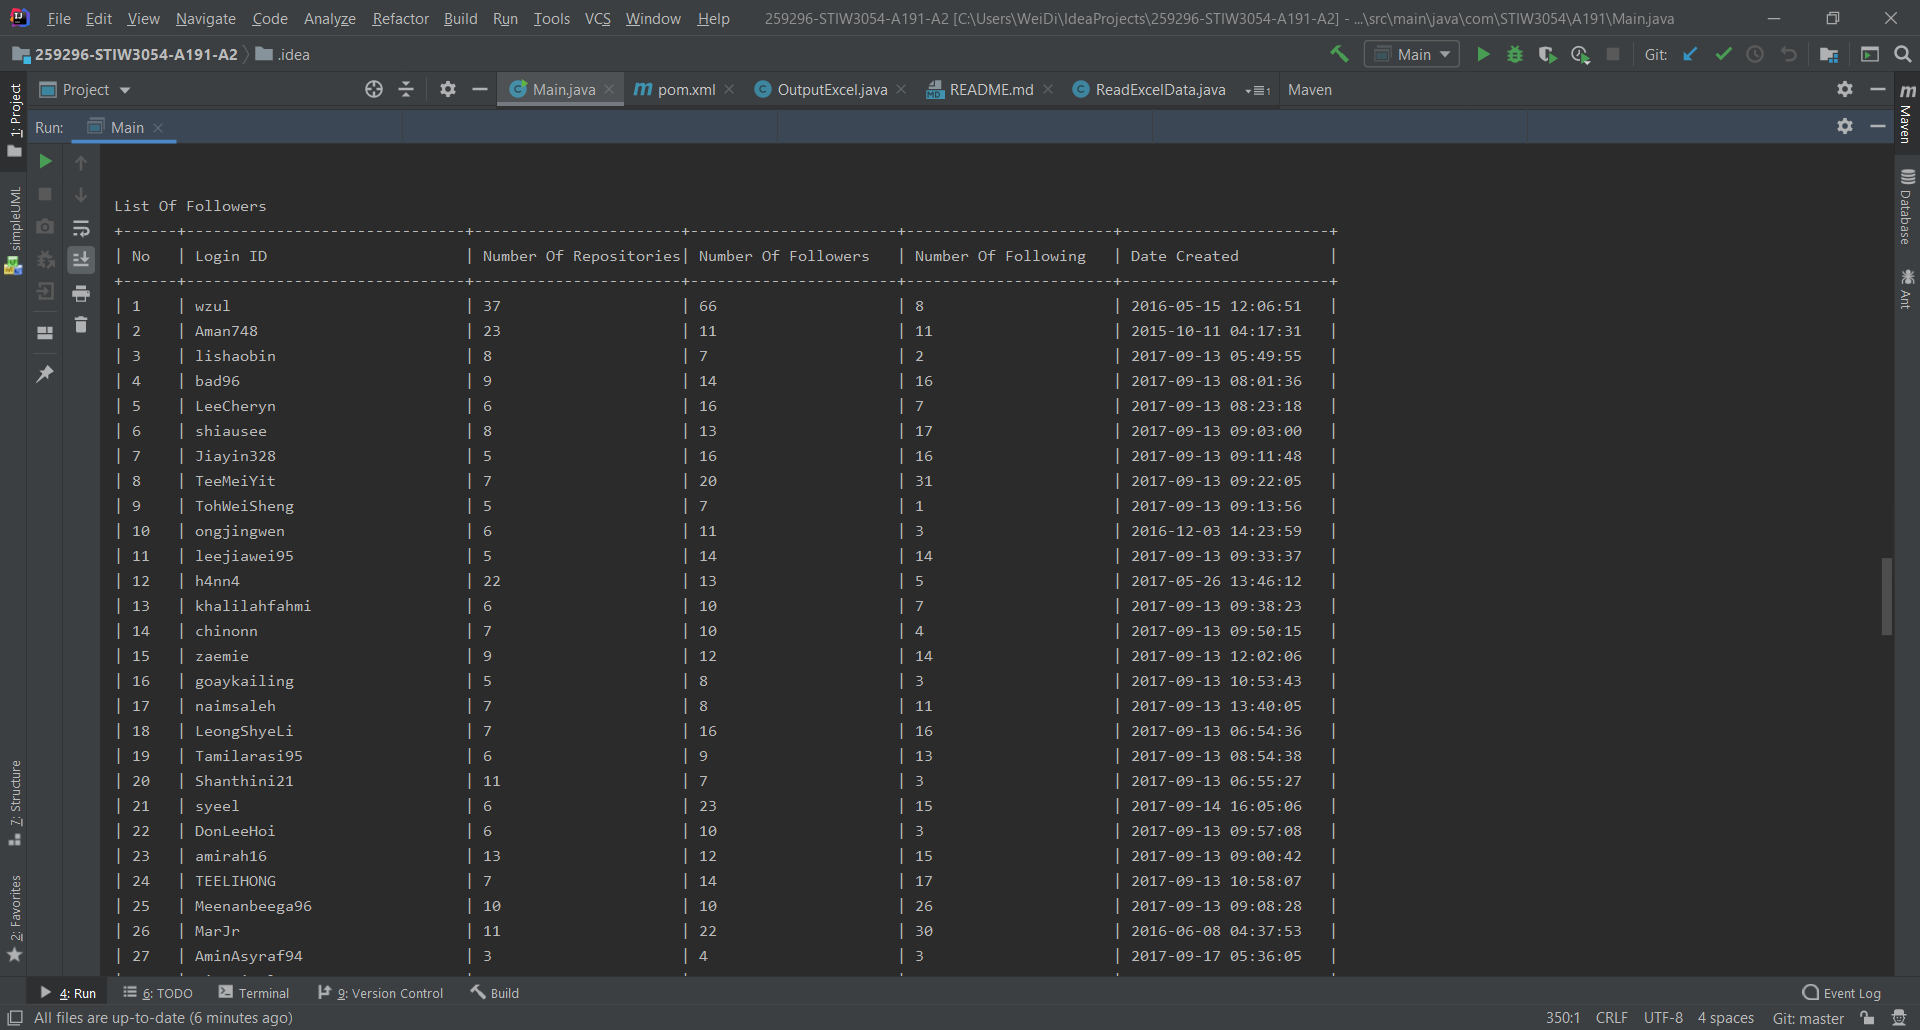 File Edit View Navigate Code Analyze Refactor Build Run Tools VCS Window Help 259296-STIW3054-A191-A2 [C:\Users\WeiDi\IdeaProjects\259296-STIW3054-A191-A2] - ...\src\main\java\com\STIW3054\A191\Main.java
259296-STIW3054-A191-A2 .idea Main Git:
Project Main.java pom.xml OutputExcel.java README.md ReadExcelData.java Maven
Run: Main
1: Project
simpleUML
7: Structure
2: Favorites
Maven
Database
Ant
List Of Followers
+------+--------------------------------+-----------------------+-----------------------+-----------------------+-----------------------+
| No | Login ID | Number Of Repositories| Number Of Followers | Number Of Following | Date Created |
+------+--------------------------------+-----------------------+-----------------------+-----------------------+-----------------------+
| 1 | wzul | 37 | 66 | 8 | 2016-05-15 12:06:51 |
| 2 | Aman748 | 23 | 11 | 11 | 2015-10-11 04:17:31 |
| 3 | lishaobin | 8 | 7 | 2 | 2017-09-13 05:49:55 |
| 4 | bad96 | 9 | 14 | 16 | 2017-09-13 08:01:36 |
| 5 | LeeCheryn | 6 | 16 | 7 | 2017-09-13 08:23:18 |
| 6 | shiausee | 8 | 13 | 17 | 2017-09-13 09:03:00 |
| 7 | Jiayin328 | 5 | 16 | 16 | 2017-09-13 09:11:48 |
| 8 | TeeMeiYit | 7 | 20 | 31 | 2017-09-13 09:22:05 |
| 9 | TohWeiSheng | 5 | 7 | 1 | 2017-09-13 09:13:56 |
| 10 | ongjingwen | 6 | 11 | 3 | 2016-12-03 14:23:59 |
| 11 | leejiawei95 | 5 | 14 | 14 | 2017-09-13 09:33:37 |
| 12 | h4nn4 | 22 | 13 | 5 | 2017-05-26 13:46:12 |
| 13 | khalilahfahmi | 6 | 10 | 7 | 2017-09-13 09:38:23 |
| 14 | chinonn | 7 | 10 | 4 | 2017-09-13 09:50:15 |
| 15 | zaemie | 9 | 12 | 14 | 2017-09-13 12:02:06 |
| 16 | goaykailing | 5 | 8 | 3 | 2017-09-13 10:53:43 |
| 17 | naimsaleh | 7 | 8 | 11 | 2017-09-13 13:40:05 |
| 18 | LeongShyeLi | 7 | 16 | 16 | 2017-09-13 06:54:36 |
| 19 | Tamilarasi95 | 6 | 9 | 13 | 2017-09-13 08:54:38 |
| 20 | Shanthini21 | 11 | 7 | 3 | 2017-09-13 06:55:27 |
| 21 | syeel | 6 | 23 | 15 | 2017-09-14 16:05:06 |
| 22 | DonLeeHoi | 6 | 10 | 3 | 2017-09-13 09:57:08 |
| 23 | amirah16 | 13 | 12 | 15 | 2017-09-13 09:00:42 |
| 24 | TEELIHONG | 7 | 14 | 17 | 2017-09-13 10:58:07 |
| 25 | Meenanbeega96 | 10 | 10 | 26 | 2017-09-13 09:08:28 |
| 26 | MarJr | 11 | 22 | 30 | 2016-06-08 04:37:53 |
| 27 | AminAsyraf94 | 3 | 4 | 3 | 2017-09-17 05:36:05 |
4: Run 6: TODO Terminal 9: Version Control Build Event Log
All files are up-to-date (6 minutes ago) 350:1 CRLF UTF-8 4 spaces Git: master